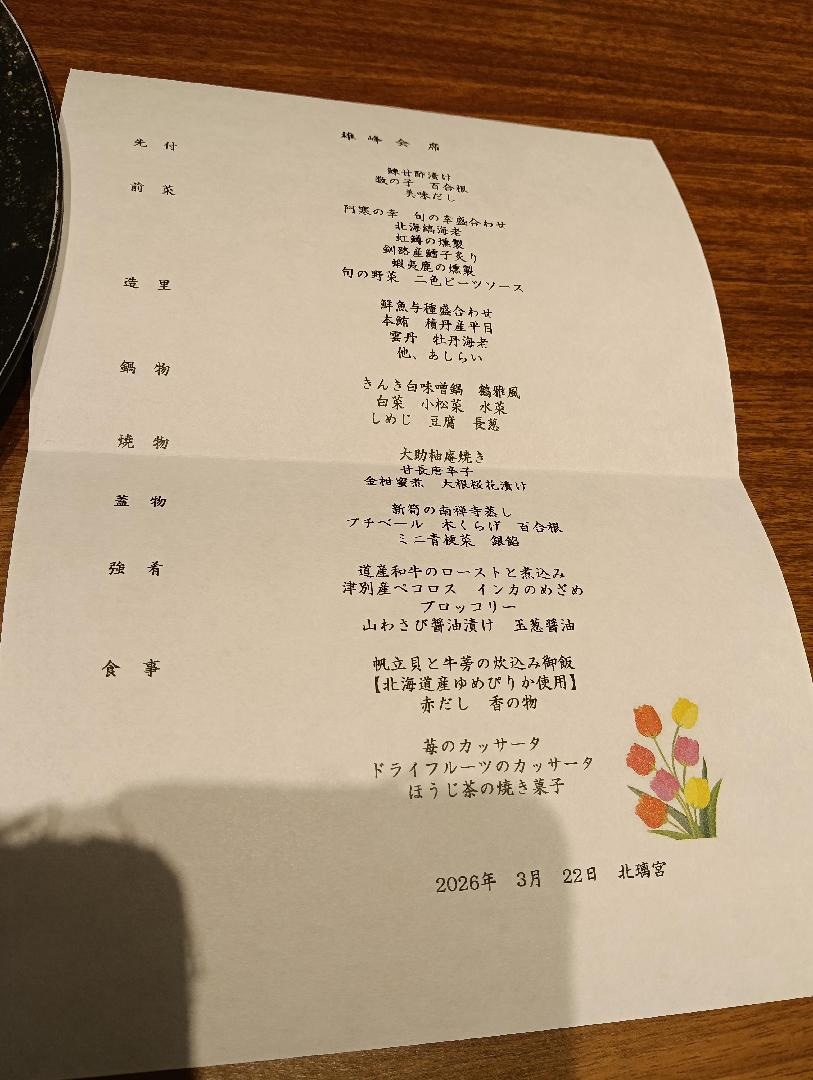 雄峰会席
先付
鰊甘酢漬け
数の子 百合根
美味だし
前菜
阿寒の幸 旬の幸盛合わせ
北海縞海老
虹鱒の燻製
釧路産鱈子炙り
蝦夷鹿の燻製
旬の野菜 二色ビーツソース
造里
鮮魚与種盛合わせ
本鮪 積丹産平目
雲丹 牡丹海老
他、あしらい
鍋物
きんき白味噌鍋 鶴雅風
白菜 小松菜 水菜
しめじ 豆腐 長葱
焼物
大助柚庵焼き
甘長唐辛子
金柑蜜煮 大根桜花漬け
蓋物
新筍の南禅寺蒸し
プチベール 木くらげ 百合根
ミニ青梗菜 銀餡
強肴
道産和牛のローストと煮込み
津別産ペコロス インカのめざめ
ブロッコリー
山わさび醤油漬け 玉葱醤油
食事
帆立貝と牛蒡の炊込み御飯
【北海道産ゆめぴりか使用】
赤だし 香の物
苺のカッサータ
ドライフルーツのカッサータ
ほうじ茶の焼き菓子
2026年 3月 22日 北璃宮